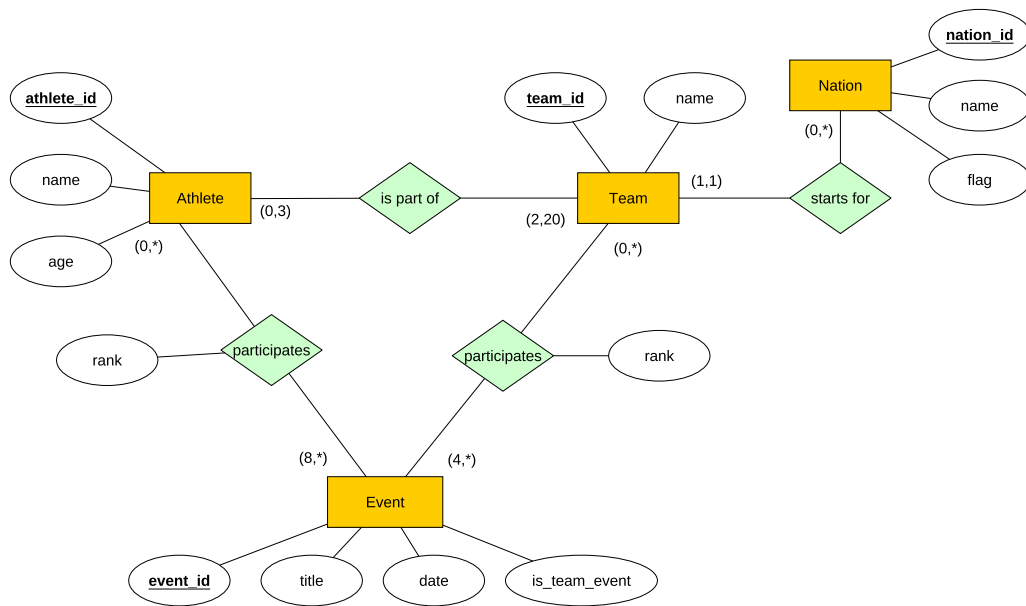 nation_id
Nation
athlete_id
team_id
name
name
(0,*)
name
(1,1)
flag
Athlete
is part of
Team
starts for
(0,3)
(2,20)
(0,*)
(0,*)
age
participates
participates
rank
rank
(8,*)
(4,*)
Event
event_id
title
date
is_team_event